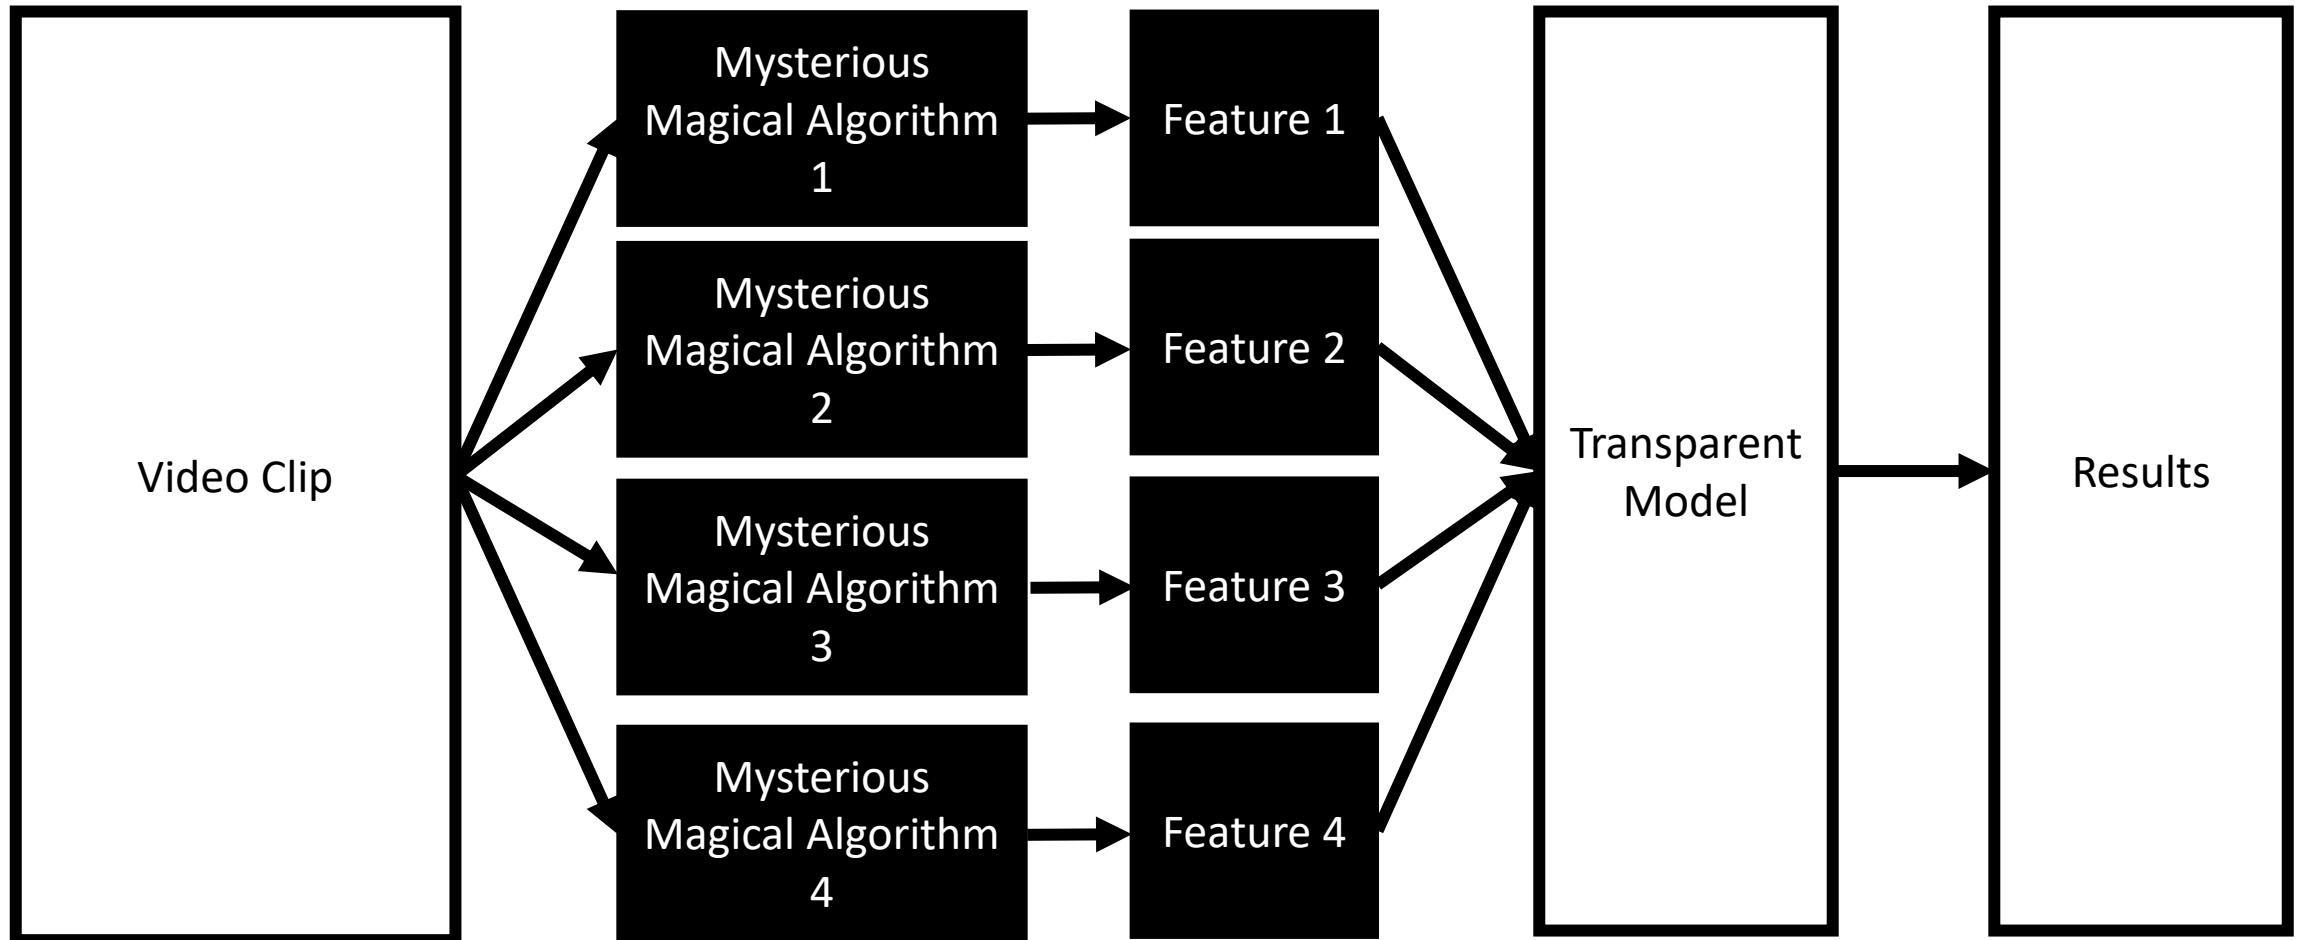 Video Clip
Mysterious
Magical Algorithm
1
Feature 1
Mysterious
Magical Algorithm
2
Feature 2
Mysterious
Magical Algorithm
3
Feature 3
Mysterious
Magical Algorithm
4
Feature 4
Transparent
Model
Results